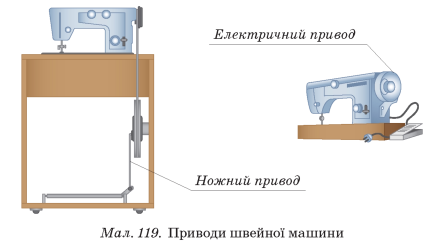 Електричний привод
Ножний привод
Мал. 119. Приводи швейної машини